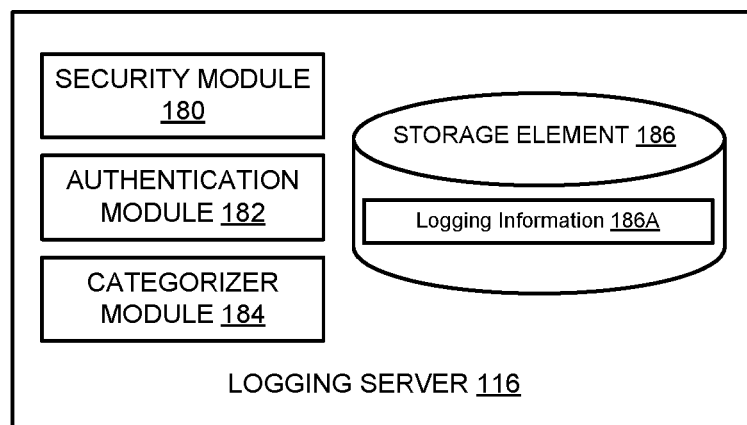 SECURITY MODULE
180
AUTHENTICATION
MODULE 182
CATEGORIZER
MODULE 184
STORAGE ELEMENT 186
Logging Information 186A
LOGGING SERVER 116